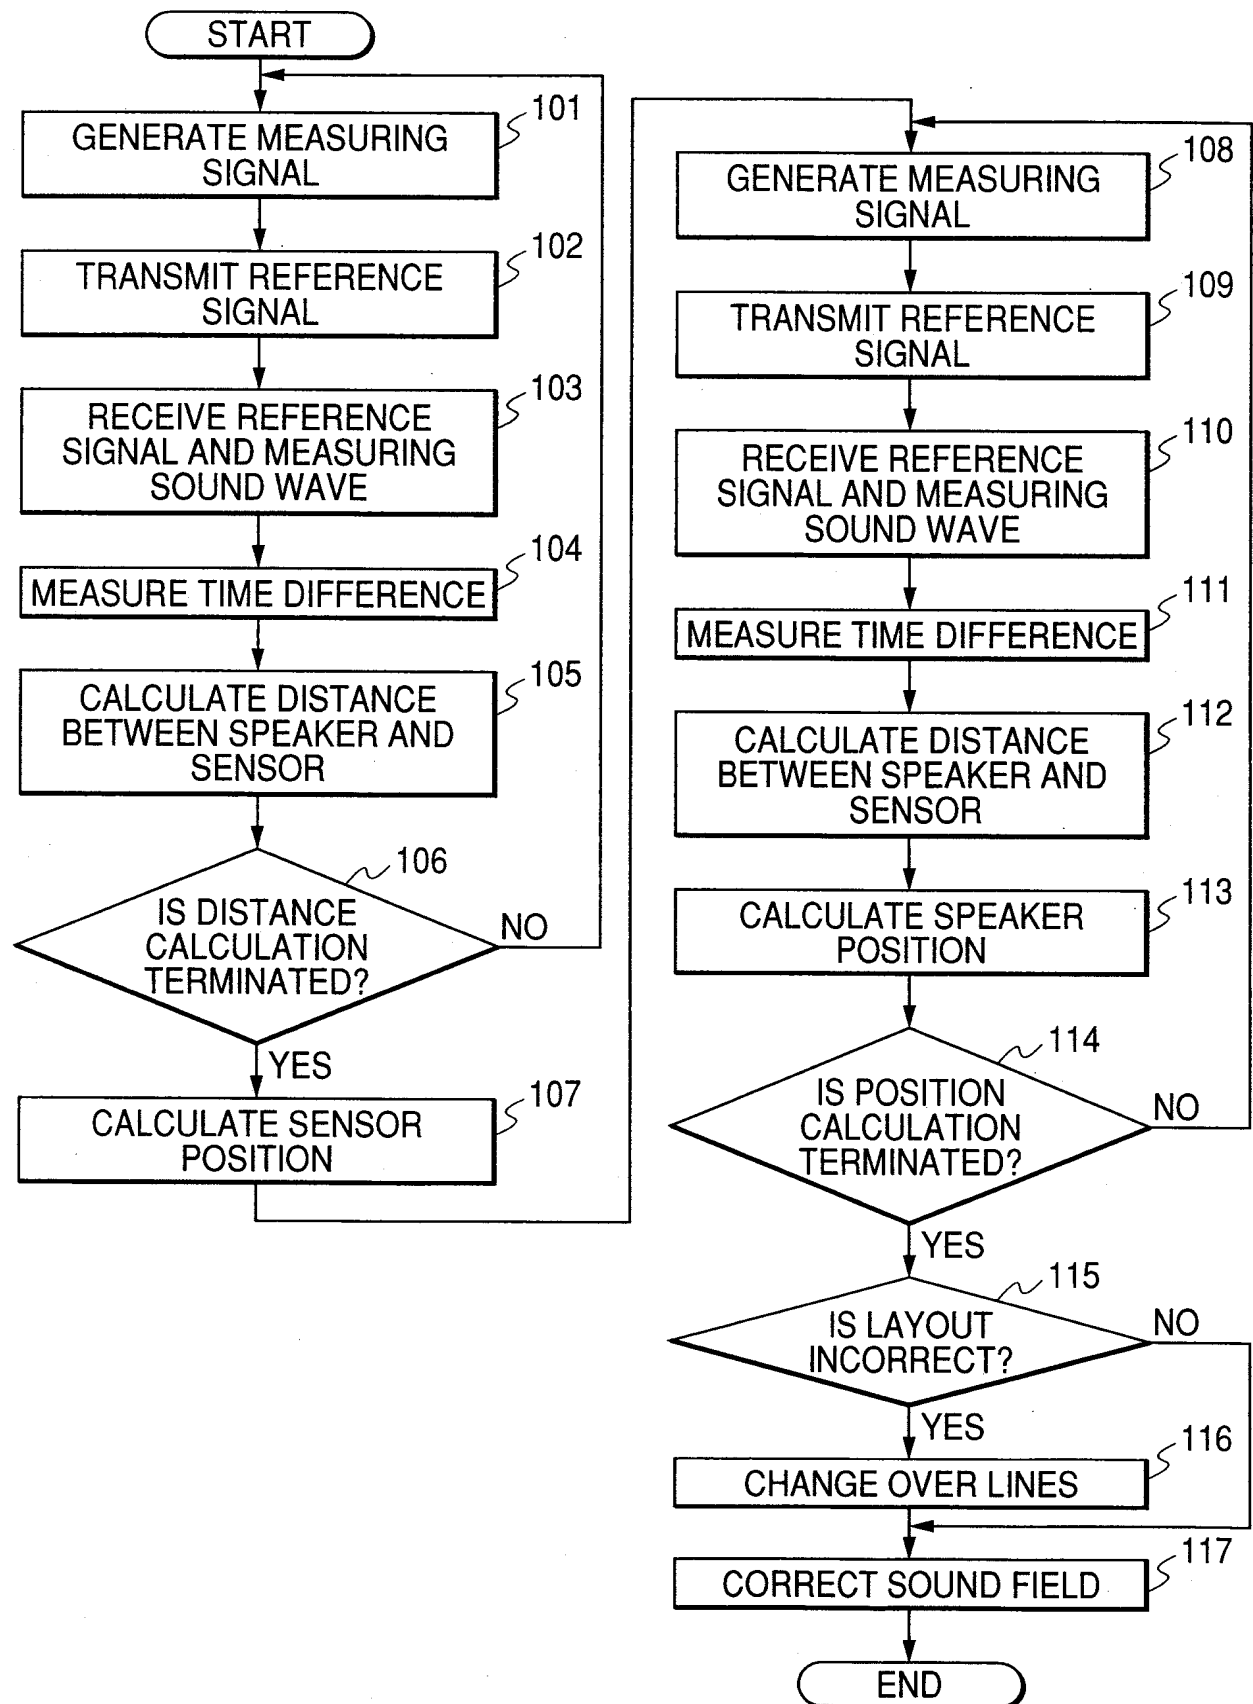 START
101
GENERATE MEASURING
SIGNAL
102
TRANSMIT REFERENCE
SIGNAL
103
RECEIVE REFERENCE
SIGNAL AND MEASURING
SOUND WAVE
104
MEASURE TIME DIFFERENCE
105
CALCULATE DISTANCE
BETWEEN SPEAKER AND
SENSOR
106
IS DISTANCE
CALCULATION
TERMINATED?
NO
YES
107
CALCULATE SENSOR
POSITION
108
GENERATE MEASURING
SIGNAL
109
TRANSMIT REFERENCE
SIGNAL
110
RECEIVE REFERENCE
SIGNAL AND MEASURING
SOUND WAVE
111
MEASURE TIME DIFFERENCE
112
CALCULATE DISTANCE
BETWEEN SPEAKER AND
SENSOR
113
CALCULATE SPEAKER
POSITION
114
IS POSITION
CALCULATION
TERMINATED?
NO
YES
115
IS LAYOUT
INCORRECT?
NO
YES
116
CHANGE OVER LINES
117
CORRECT SOUND FIELD
END